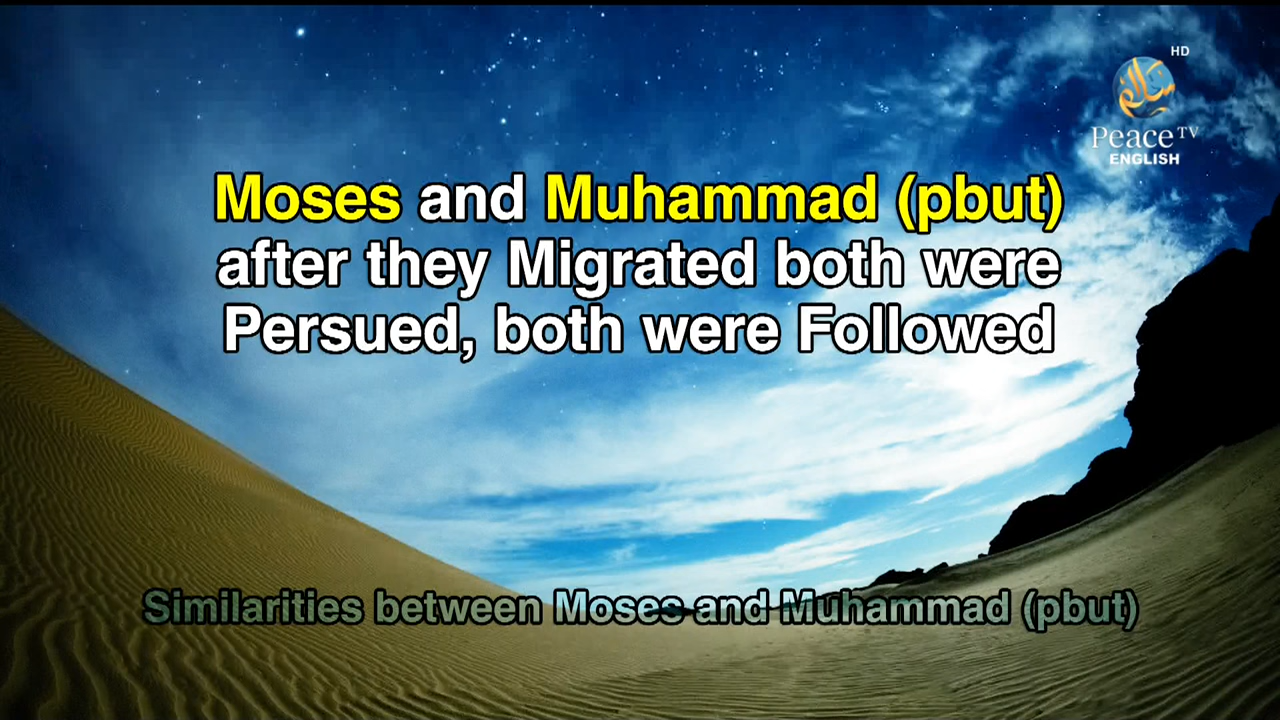 HD
سلام
Peace TV
ENGLISH
Moses and Muhammad (pbut)
after they Migrated both were
Persued, both were Followed
Similarities between Moses and Muhammad (pbut)